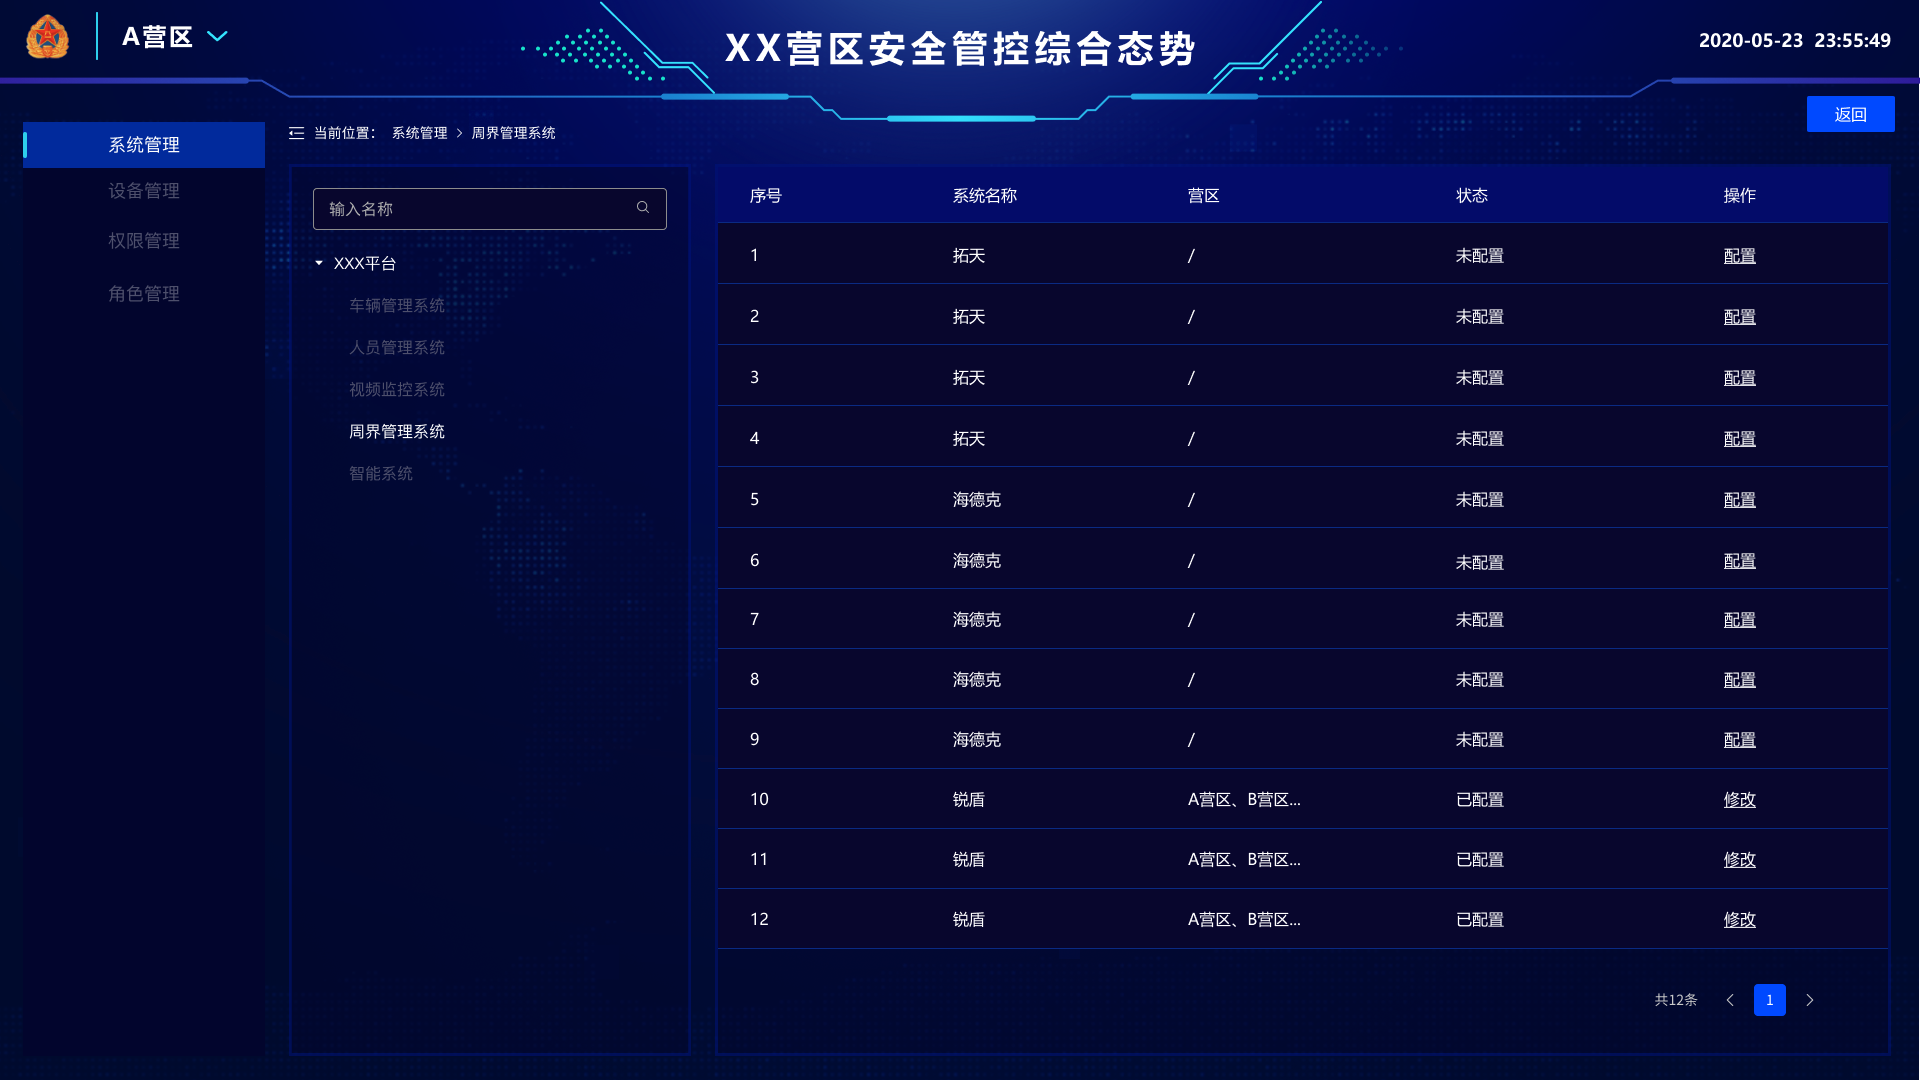 A营区
XX营区安全管控综合态势
2020-05-23 23:55:49
返回
系统管理
设备管理
权限管理
角色管理
当前位置： 系统管理 > 周界管理系统
输入名称
XXX平台
车辆管理系统
人员管理系统
视频监控系统
周界管理系统
智能系统
序号 系统名称 营区 状态 操作
1 拓天 / 未配置 配置
2 拓天 / 未配置 配置
3 拓天 / 未配置 配置
4 拓天 / 未配置 配置
5 海德克 / 未配置 配置
6 海德克 / 未配置 配置
7 海德克 / 未配置 配置
8 海德克 / 未配置 配置
9 海德克 / 未配置 配置
10 锐盾 A营区、B营区... 已配置 修改
11 锐盾 A营区、B营区... 已配置 修改
12 锐盾 A营区、B营区... 已配置 修改
共12条 < 1 >